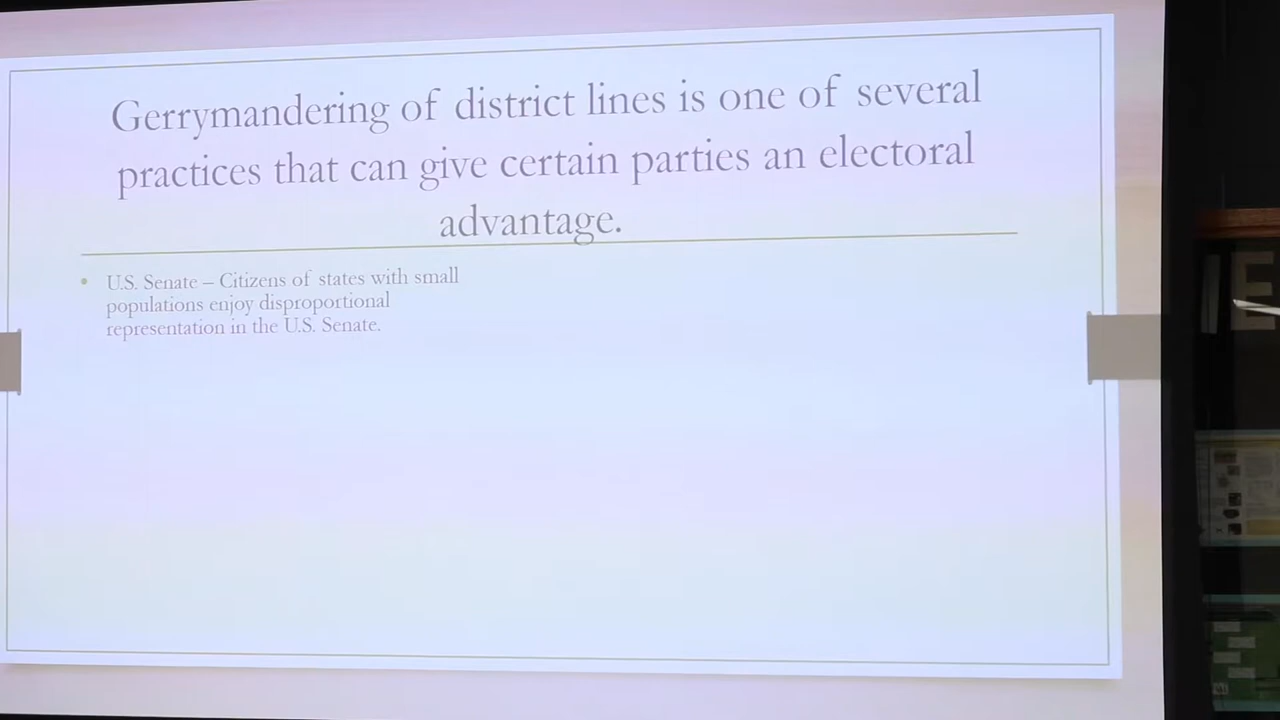 Gerrymandering of district lines is one of several
practices that can give certain parties an electoral
advantage.
• U.S. Senate – Citizens of states with small
populations enjoy disproportional
representation in the U.S. Senate.